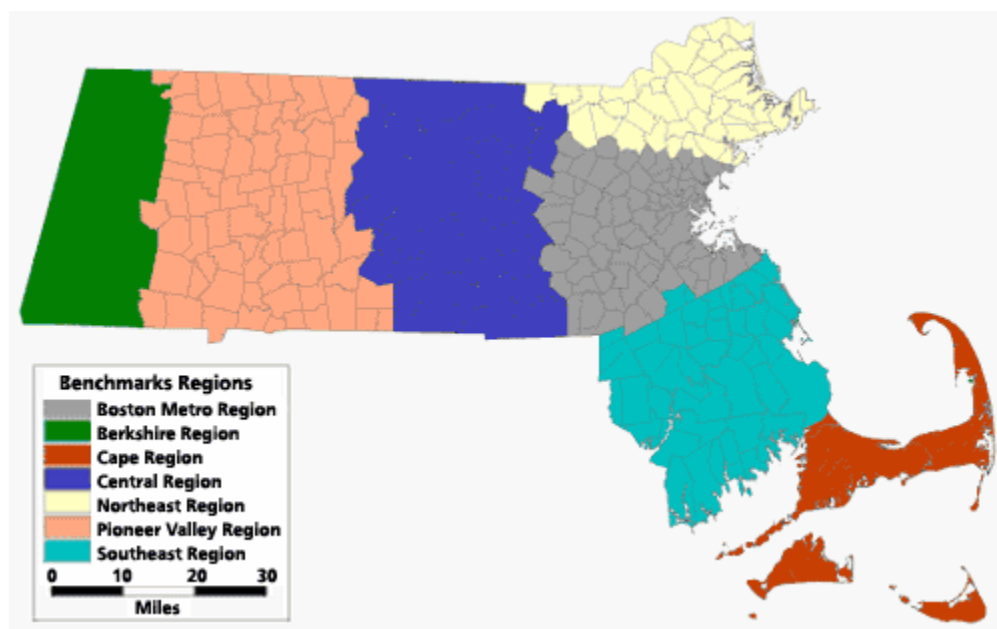 Benchmarks Regions
Boston Metro Region
Berkshire Region
Cape Region
Central Region
Northeast Region
Pioneer Valley Region
Southeast Region
0 10 20 30
Miles